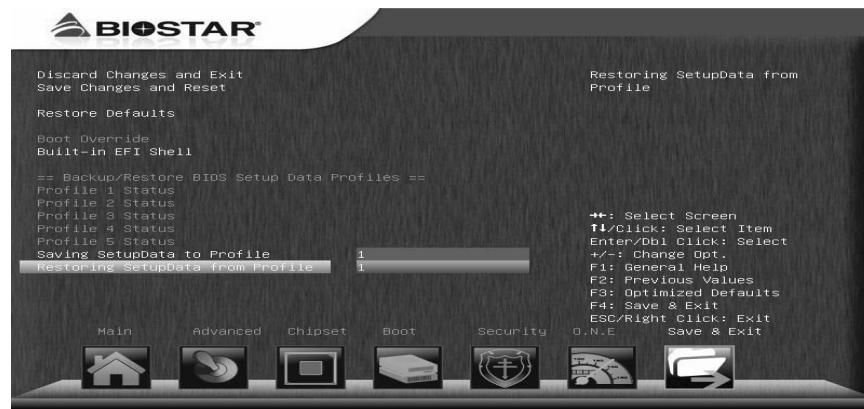 BIOSTAR®
Discard Changes and Exit
Save Changes and Reset
Restore Defaults
Boot Override
Built-in EFI Shell
== Backup/Restore BIOS Setup Data Profiles ==
Profile 1 Status
Profile 2 Status
Profile 3 Status
Profile 4 Status
Profile 5 Status
Saving SetupData to Profile 1
Restoring SetupData from Profile 1
Restoring SetupData from
Profile
→←: Select Screen
↑↓/Click: Select Item
Enter/Dbl Click: Select
+/-: Change Opt.
F1: General Help
F2: Previous Values
F3: Optimized Defaults
F4: Save & Exit
ESC/Right Click: Exit
Main Advanced Chipset Boot Security O.N.E Save & Exit